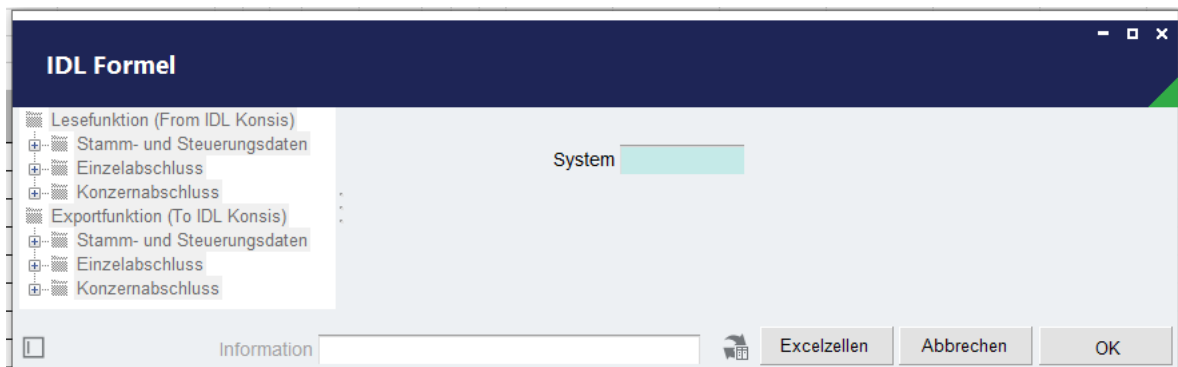 IDL Formel
Lesefunktion (From IDL Konsis)
Stamm- und Steuerungsdaten
Einzelabschluss
Konzernabschluss
Exportfunktion (To IDL Konsis)
Stamm- und Steuerungsdaten
Einzelabschluss
Konzernabschluss
System
Information
Excelzellen
Abbrechen
OK